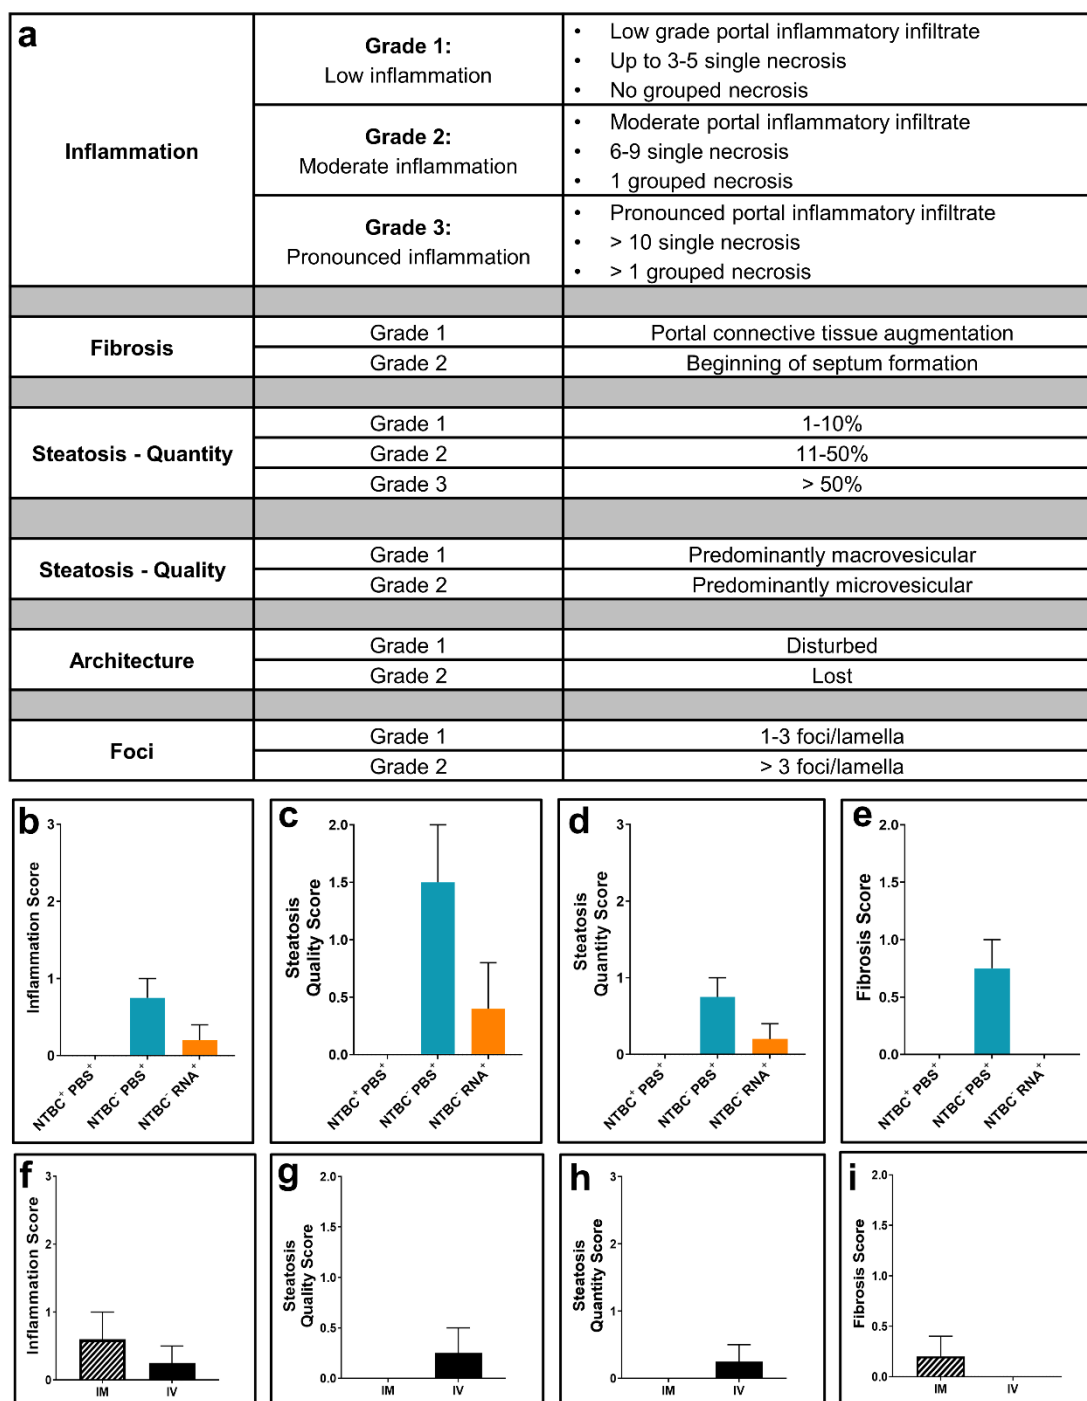 a
Inflammation
Grade 1:
Low inflammation
• Low grade portal inflammatory infiltrate
• Up to 3-5 single necrosis
• No grouped necrosis
Grade 2:
Moderate inflammation
• Moderate portal inflammatory infiltrate
• 6-9 single necrosis
• 1 grouped necrosis
Grade 3:
Pronounced inflammation
• Pronounced portal inflammatory infiltrate
• > 10 single necrosis
• > 1 grouped necrosis
Fibrosis
Grade 1
Portal connective tissue augmentation
Grade 2
Beginning of septum formation
Steatosis - Quantity
Grade 1
1-10%
Grade 2
11-50%
Grade 3
> 50%
Steatosis - Quality
Grade 1
Predominantly macrovesicular
Grade 2
Predominantly microvesicular
Architecture
Grade 1
Disturbed
Grade 2
Lost
Foci
Grade 1
1-3 foci/lamella
Grade 2
> 3 foci/lamella
b
Inflammation Score
3
2
1
0
NTBC⁺ PBS⁺
NTBC⁻ PBS⁺
NTBC⁻ RNA⁺
c
Steatosis
Quality Score
2.0
1.5
1.0
0.5
0.0
NTBC⁺ PBS⁺
NTBC⁻ PBS⁺
NTBC⁻ RNA⁺
d
Steatosis
Quantity Score
3
2
1
0
NTBC⁺ PBS⁺
NTBC⁻ PBS⁺
NTBC⁻ RNA⁺
e
Fibrosis Score
2.0
1.5
1.0
0.5
0.0
NTBC⁺ PBS⁺
NTBC⁻ PBS⁺
NTBC⁻ RNA⁺
f
Inflammation Score
3
2
1
0
IM
IV
g
Steatosis
Quality Score
2.0
1.5
1.0
0.5
0.0
IM
IV
h
Steatosis
Quantity Score
3
2
1
0
IM
IV
i
Fibrosis Score
2.0
1.5
1.0
0.5
0.0
IM
IV